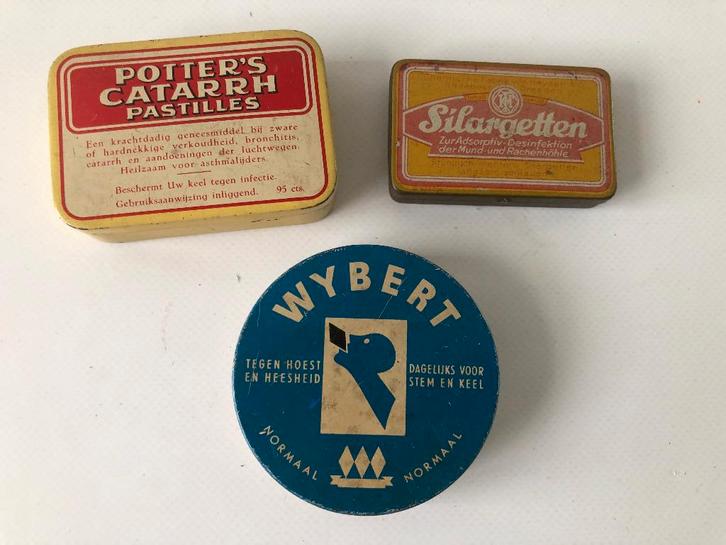 POTTER'S
CATARRH
PASTILLES
Een krachtdadig geneesmiddel bij zware
of hardnekkige verkoudheid, bronchitis,
catarrh en aandoeningen der luchtwegen.
Heilzaam voor asthmalijders.
Beschermt Uw keel tegen infectie.
Gebruiksaanwijzing inliggend. 95 cts.
Silargetten
Zur Adsorptiv-Desinfektion
der Mund- und Rachenhöhle
WYBERT
TEGEN HOEST
EN HEESHEID
DAGELIJKS VOOR
STEM EN KEEL
NORMAAL
NORMAAL